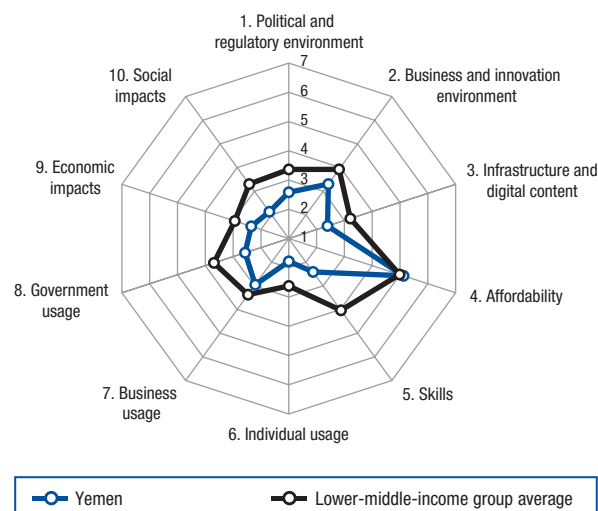 1. Political and
regulatory environment
2. Business and innovation
environment
3. Infrastructure and
digital content
4. Affordability
5. Skills
6. Individual usage
7. Business
usage
8. Government
usage
9. Economic
impacts
10. Social
impacts
7
6
5
4
3
2
1
Yemen
Lower-middle-income group average